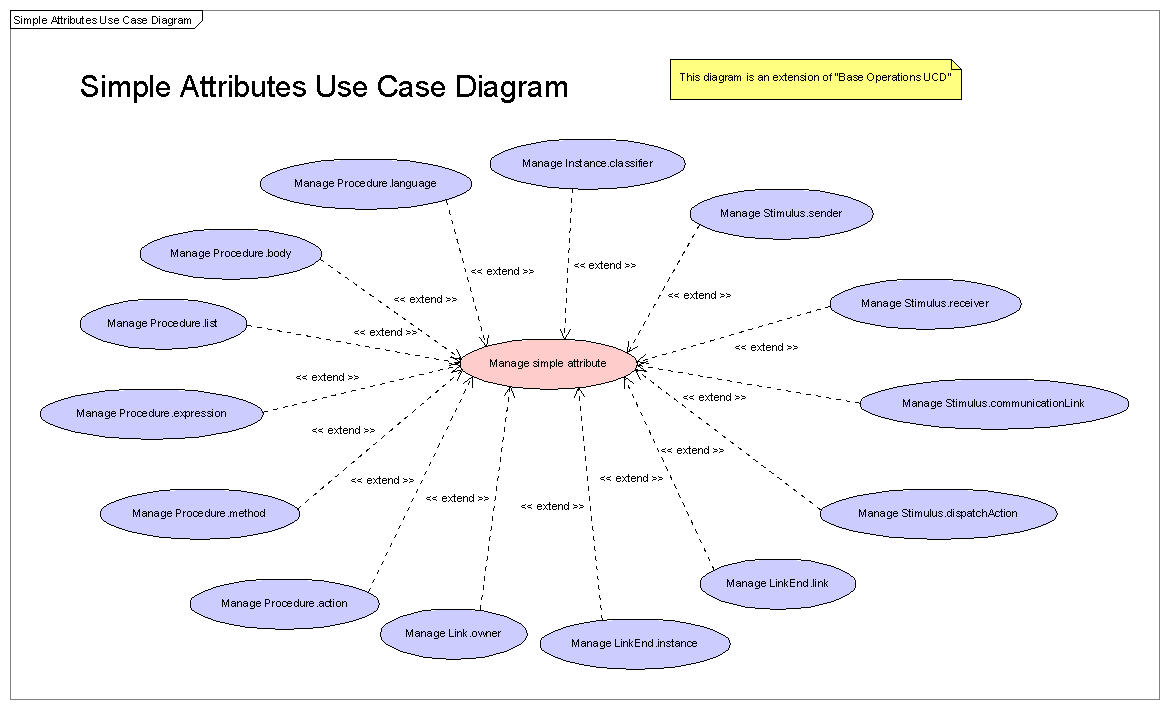 Simple Attributes Use Case Diagram
Simple Attributes Use Case Diagram
This diagram is an extension of "Base Operations UCD"
Manage Instance.classifier
Manage Procedure.language
Manage Stimulus.sender
Manage Procedure.body
<< extend >>
<< extend >>
<< extend >>
<< extend >>
Manage Stimulus.receiver
Manage Procedure.list
<< extend >>
<< extend >>
Manage simple attribute
<< extend >>
<< extend >>
Manage Stimulus.communicationLink
Manage Procedure.expression
<< extend >>
<< extend >>
<< extend >>
<< extend >>
<< extend >>
<< extend >>
Manage Procedure.method
Manage Stimulus.dispatchAction
Manage LinkEnd.link
Manage Procedure.action
Manage Link.owner
Manage LinkEnd.instance